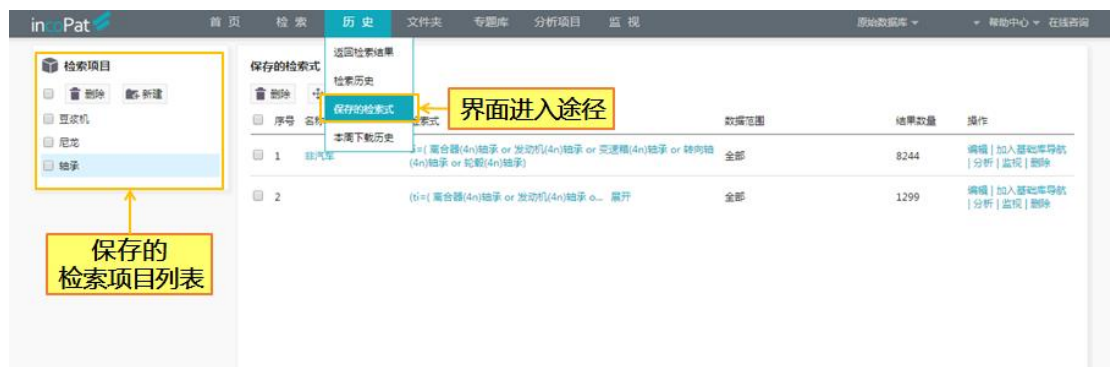 incoPat
首 页 检 索 历 史 文件夹 专题库 分析项目 监 视 原始数据库 帮助中心 在线咨询
返回检索结果
检索历史
保存的检索式
本周下载历史
检索项目
删除 新建
豆浆机
尼龙
轴承
保存的检索式
删除
界面进入途径
序号 检索式 数据范围 结果数量 操作
1 非汽车 ti=( 离合器(4n)轴承 or 发动机(4n)轴承 or 变速箱(4n)轴承 or 转向轴
(4n)轴承 or 轮毂(4n)轴承) 全部 8244 编辑 | 加入基础库导航
| 分析 | 监视 | 删除
2 (ti=( 离合器(4n)轴承 or 发动机(4n)轴承 o... 展开 全部 1299 编辑 | 加入基础库导航
| 分析 | 监视 | 删除
保存的
检索项目列表